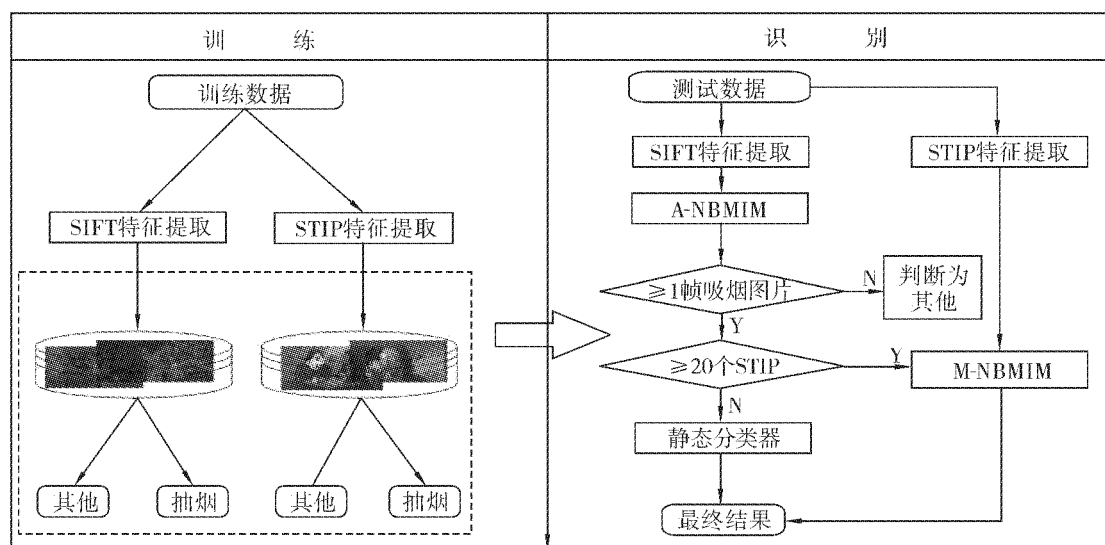 训 练
识 别
训练数据
SIFT特征提取
STIP特征提取
其他
抽烟
其他
抽烟
测试数据
SIFT特征提取
STIP特征提取
A-NBMIM
≥1帧吸烟图片
N
判断为
其他
Y
≥20个STIP
Y
M-NBMIM
N
静态分类器
最终结果